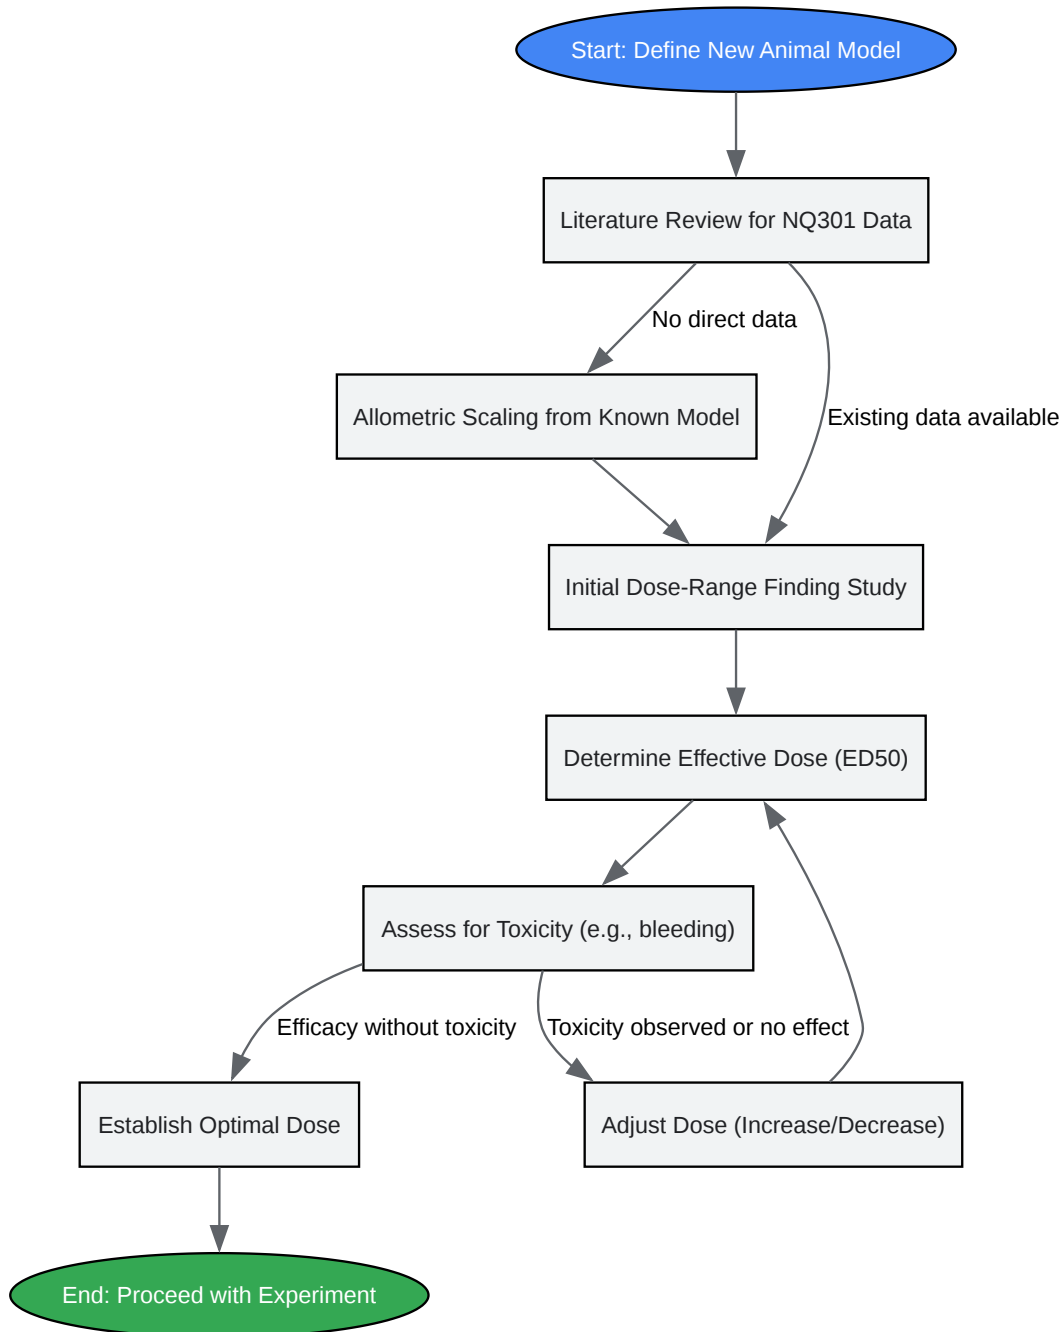 Start: Define New Animal Model
Literature Review for NQ301 Data
No direct data
Allometric Scaling from Known Model
Existing data available
Initial Dose-Range Finding Study
Determine Effective Dose (ED50)
Assess for Toxicity (e.g., bleeding)
Efficacy without toxicity
Toxicity observed or no effect
Establish Optimal Dose
Adjust Dose (Increase/Decrease)
End: Proceed with Experiment